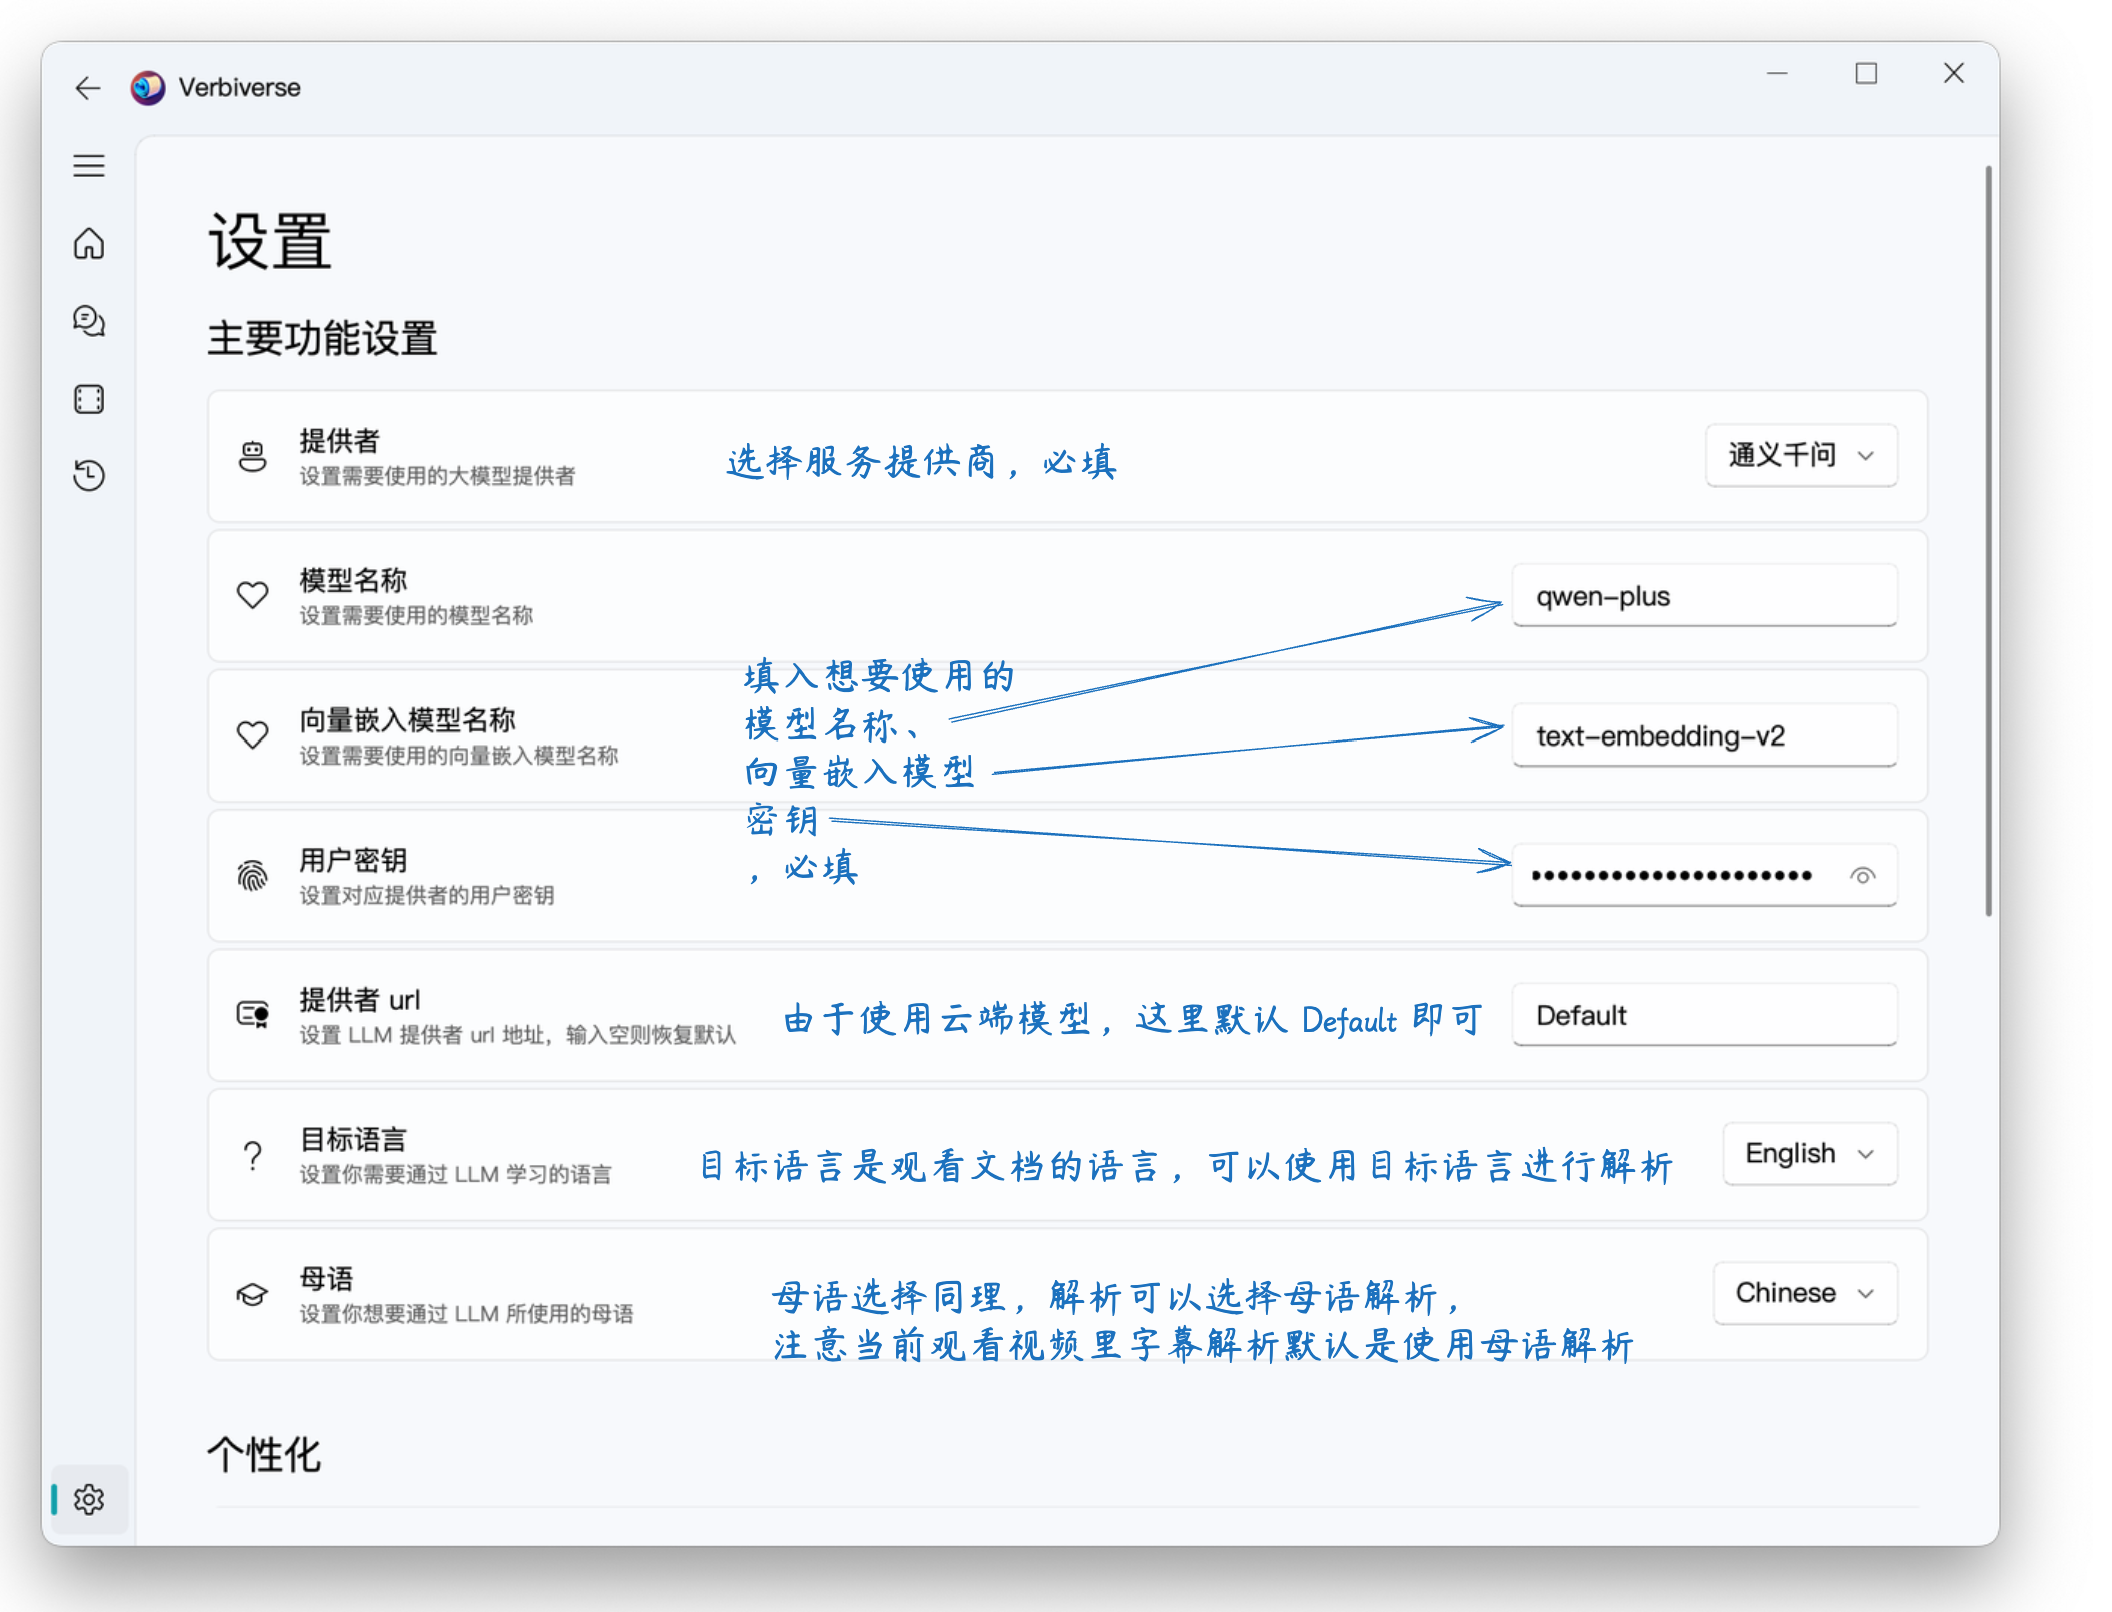 Verbiverse
设置
主要功能设置
提供者
设置需要使用的大模型提供者
选择服务提供商，必填
通义千问
模型名称
设置需要使用的模型名称
qwen-plus
填入想要使用的
模型名称、
向量嵌入模型
密钥
，必填
向量嵌入模型名称
设置需要使用的向量嵌入模型名称
text-embedding-v2
用户密钥
设置对应提供者的用户密钥
提供者 url
设置 LLM 提供者 url 地址，输入空则恢复默认
由于使用云端模型，这里默认 Default 即可
Default
目标语言
设置你需要通过 LLM 学习的语言
目标语言是观看文档的语言，可以使用目标语言进行解析
English
母语
设置你想要通过 LLM 所使用的母语
母语选择同理，解析可以选择母语解析，
注意当前观看视频里字幕解析默认是使用母语解析
Chinese
个性化